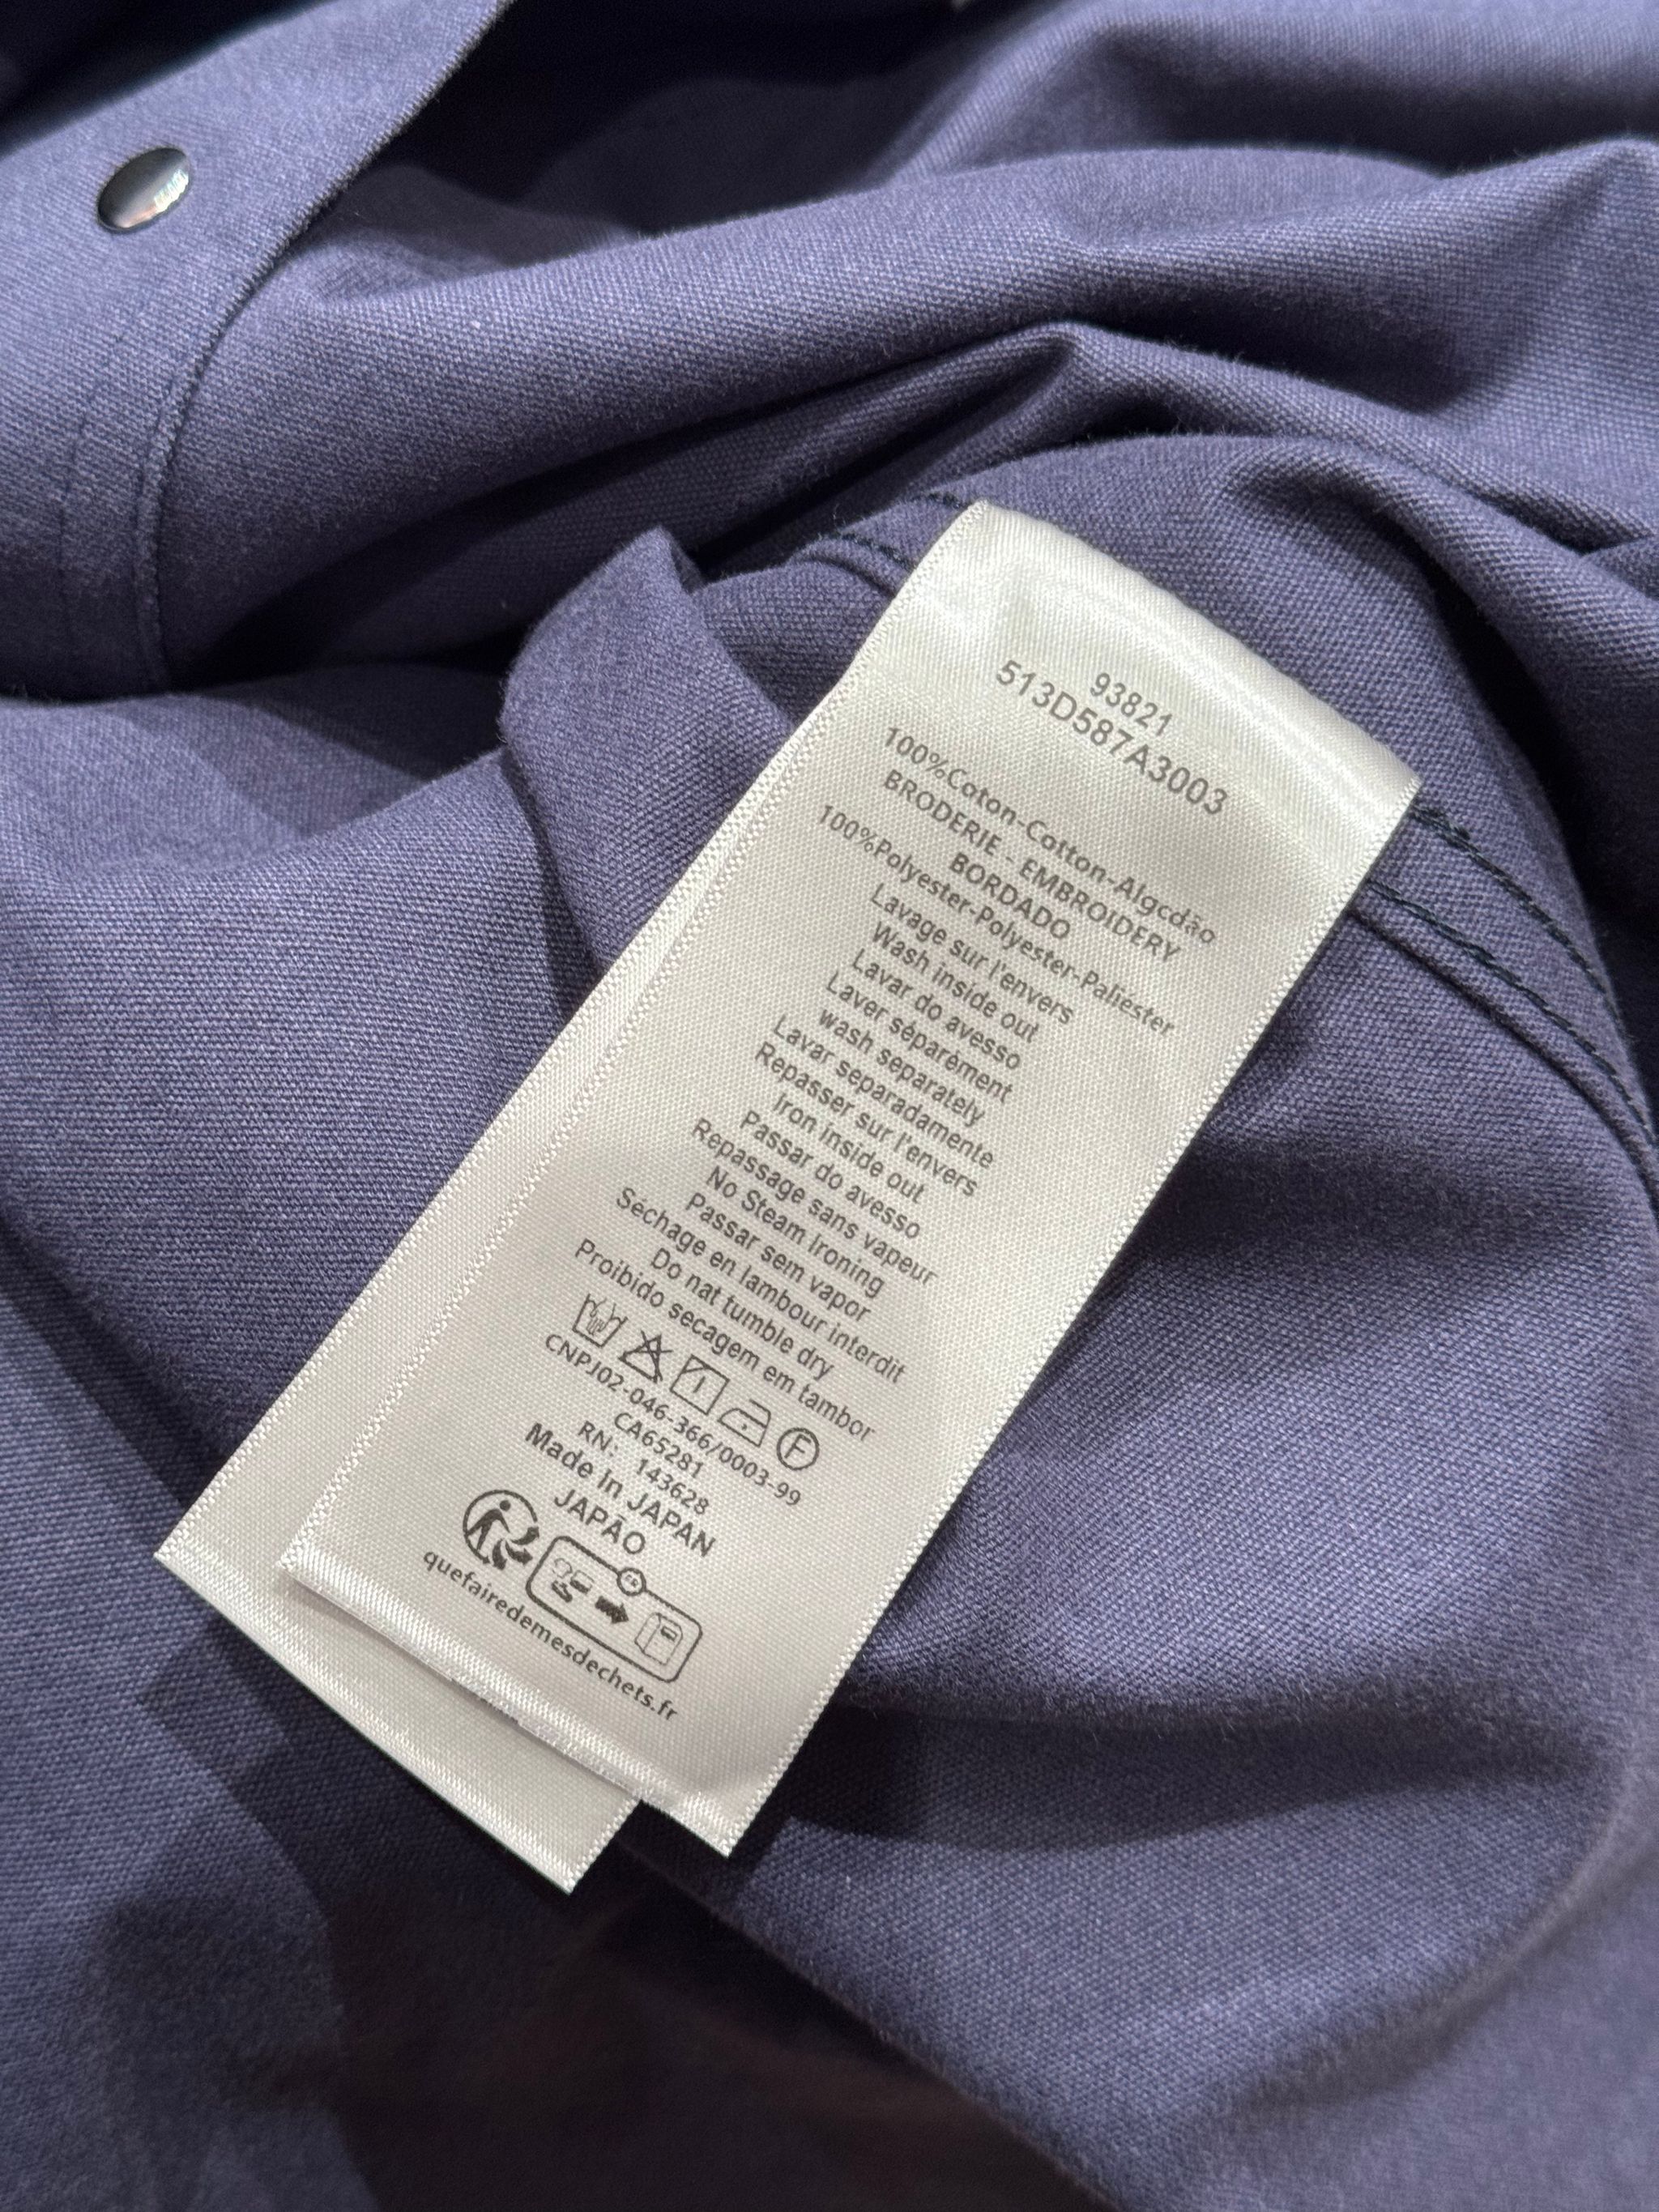 93821
513D587A3003
100%Coton-Cotton-Algcdão
BRODERIE - EMBROIDERY
BORDADO
100%Polyester-Polyester-Paliéster
Lavage sur l'envers
Wash inside out
Lavar do avesso
Laver séparèment
wash separately
Lavar separadamente
Repasser sur l'envers
Iron inside out
Passar do avesso
Repassage sans vapeur
No Steam Ironing
Passar sem vapor
Séchage en lambour interdit
Do nat tumble dry
Proibido secagem em tambor
F
CNPJ02-046-366/0003-99
CA65281
RN: 143628
Made In JAPAN
JAPÃO
quefairedemesdechets.fr